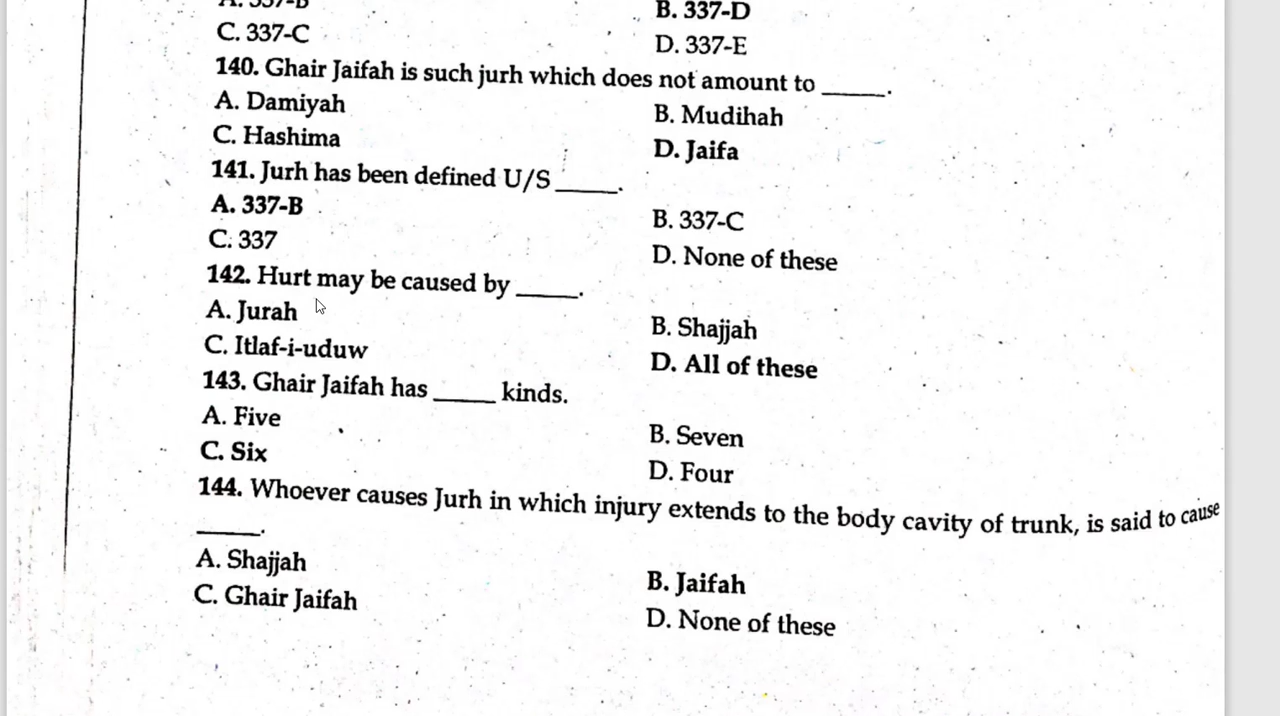 A. 337-B
B. 337-D
C. 337-C
D. 337-E
140. Ghair Jaifah is such jurh which does not amount to _____.
A. Damiyah
B. Mudihah
C. Hashima
D. Jaifa
141. Jurh has been defined U/S _____.
A. 337-B
B. 337-C
C. 337
D. None of these
142. Hurt may be caused by _____.
A. Jurah
B. Shajjah
C. Itlaf-i-uduw
D. All of these
143. Ghair Jaifah has _____ kinds.
A. Five
B. Seven
C. Six
D. Four
144. Whoever causes Jurh in which injury extends to the body cavity of trunk, is said to cause
_____.
A. Shajjah
B. Jaifah
C. Ghair Jaifah
D. None of these